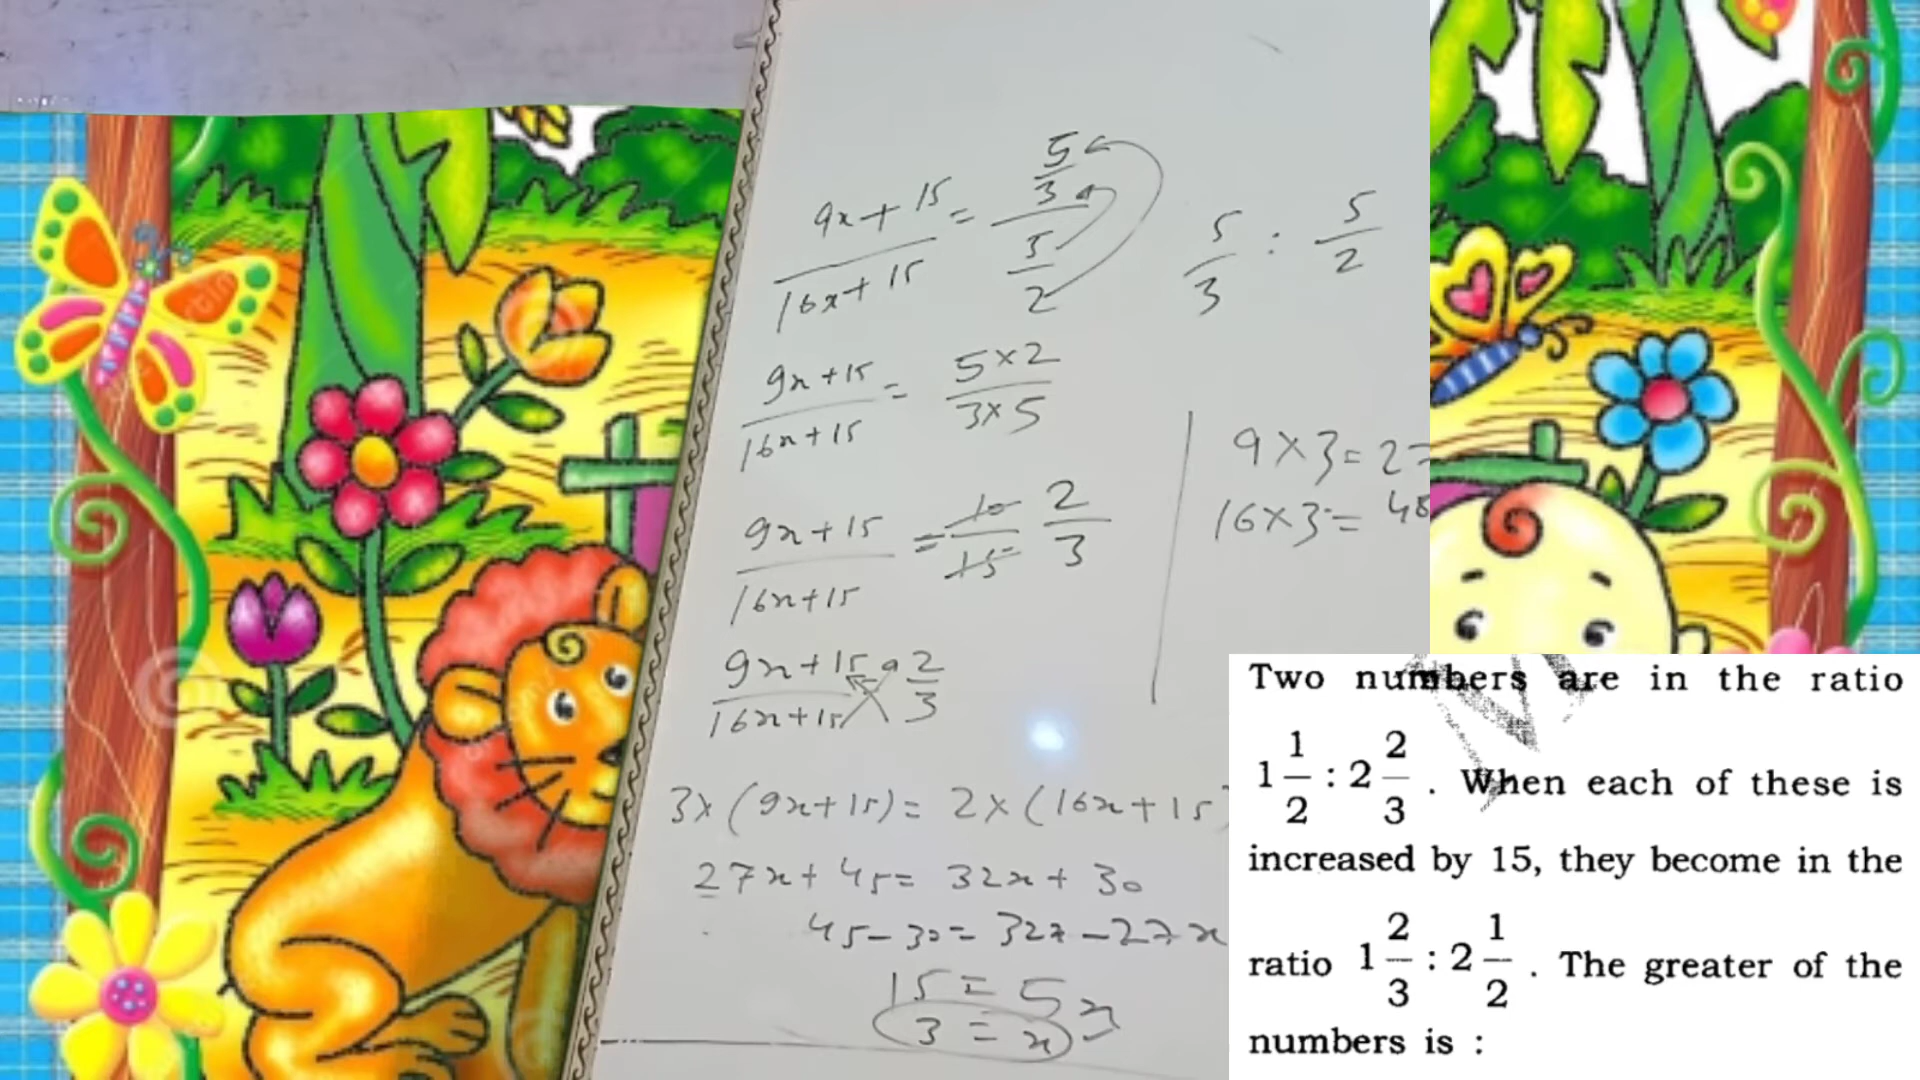 9x + 15 / 16x + 15 = 5/3 / 5/2
5/3 : 5/2
9x + 15 / 16x + 15 = 5 × 2 / 3 × 5
9x + 15 / 16x + 15 = 10/15 2/3
9x + 15 / 16x + 15 2/3
3 × (9x + 15) = 2 × (16x + 15
27x + 45 = 32x + 30
45 - 30 = 32x - 27x
15 = 5x
3 = x
9 × 3 = 27
16 × 3 = 48
Two numbers are in the ratio
1 1/2 : 2 2/3 . When each of these is
increased by 15, they become in the
ratio 1 2/3 : 2 1/2 . The greater of the
numbers is :